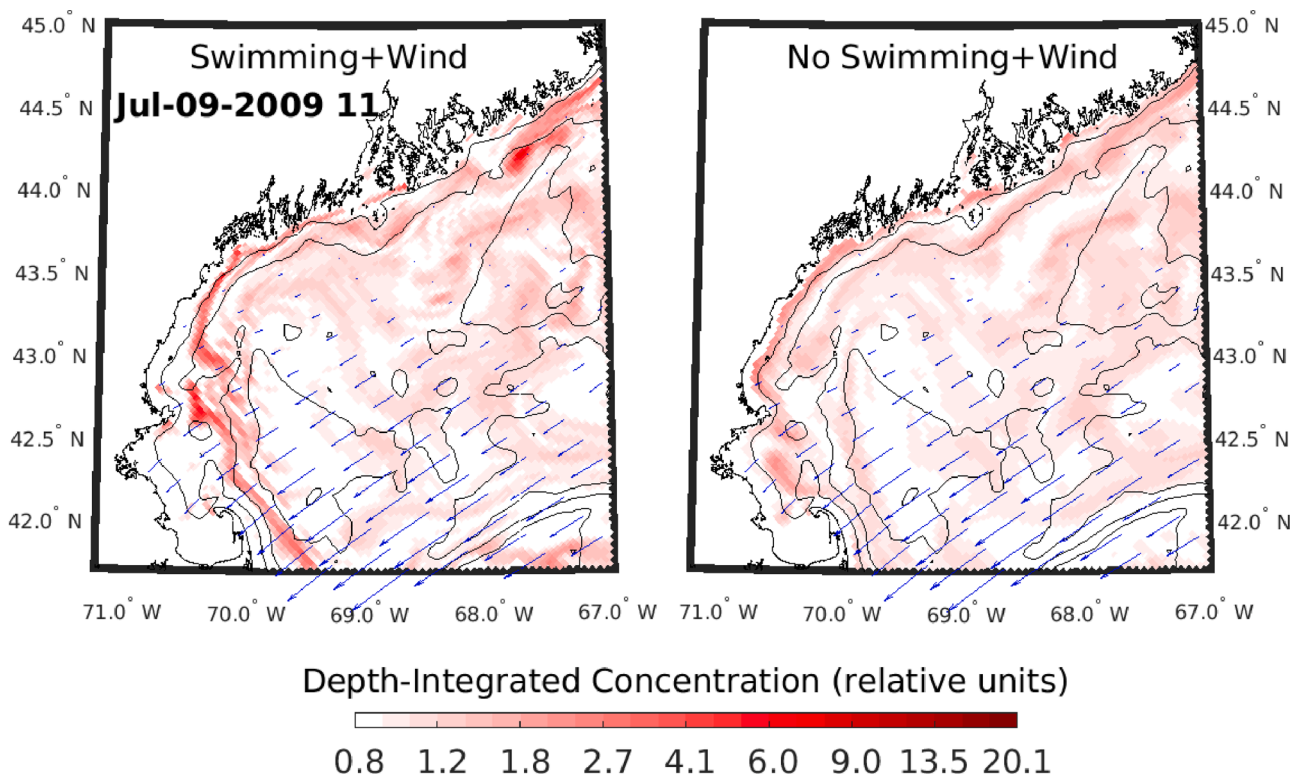 Swimming+Wind
Jul-09-2009 11
45.0° N
44.5° N
44.0° N
43.5° N
43.0° N
42.5° N
42.0° N
71.0° W 70.0° W 69.0° W 68.0° W 67.0° W
No Swimming+Wind
45.0° N
44.5° N
44.0° N
43.5° N
43.0° N
42.5° N
42.0° N
71.0° W 70.0° W 69.0° W 68.0° W 67.0° W
Depth-Integrated Concentration (relative units)
0.8 1.2 1.8 2.7 4.1 6.0 9.0 13.5 20.1